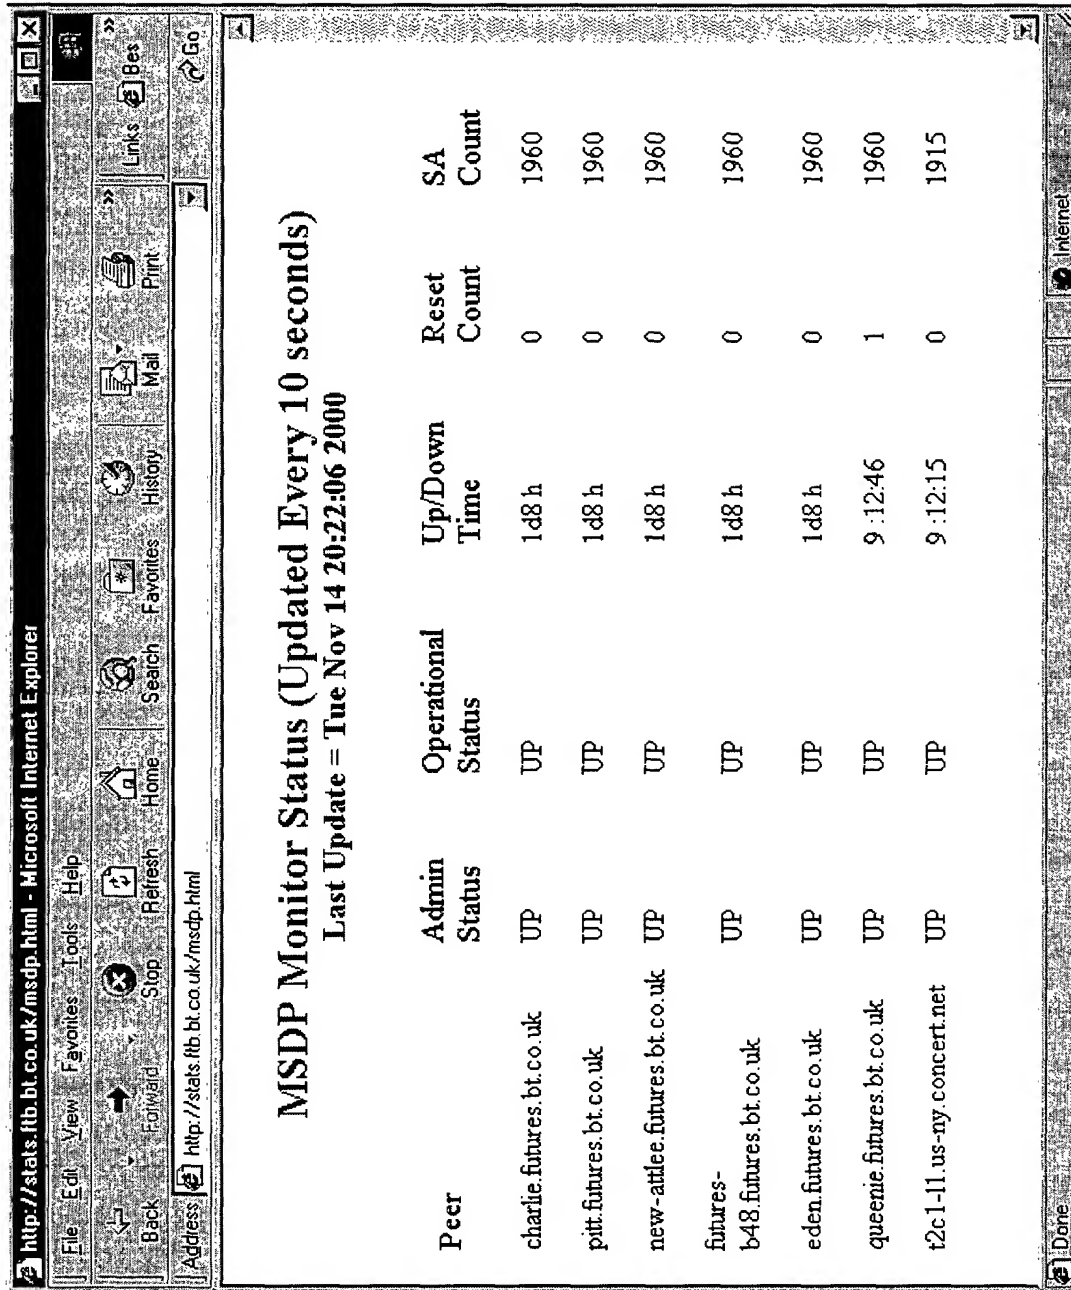 http://stats.ftb.bt.co.uk/msdp.html - Microsoft Internet Explorer
File Edit View Favorites Tools Help
Back Forward Stop Refresh Home Search Favorites History Mail Print » Links Bes »
Address http://stats.ftb.bt.co.uk/msdp.html Go
MSDP Monitor Status (Updated Every 10 seconds)
Last Update = Tue Nov 14 20:22:06 2000
Peer Admin Status Operational Status Up/Down Time Reset Count SA Count
charlie.futures.bt.co.uk UP UP 1d8 h 0 1960
pitt.futures.bt.co.uk UP UP 1d8 h 0 1960
new-attlee.futures.bt.co.uk UP UP 1d8 h 0 1960
futures-
b48.futures.bt.co.uk UP UP 1d8 h 0 1960
eden.futures.bt.co.uk UP UP 1d8 h 0 1960
queenie.futures.bt.co.uk UP UP 9 :12:46 1 1960
t2c1-l1.us-ny.concert.net UP UP 9 :12:15 0 1915
Done Internet